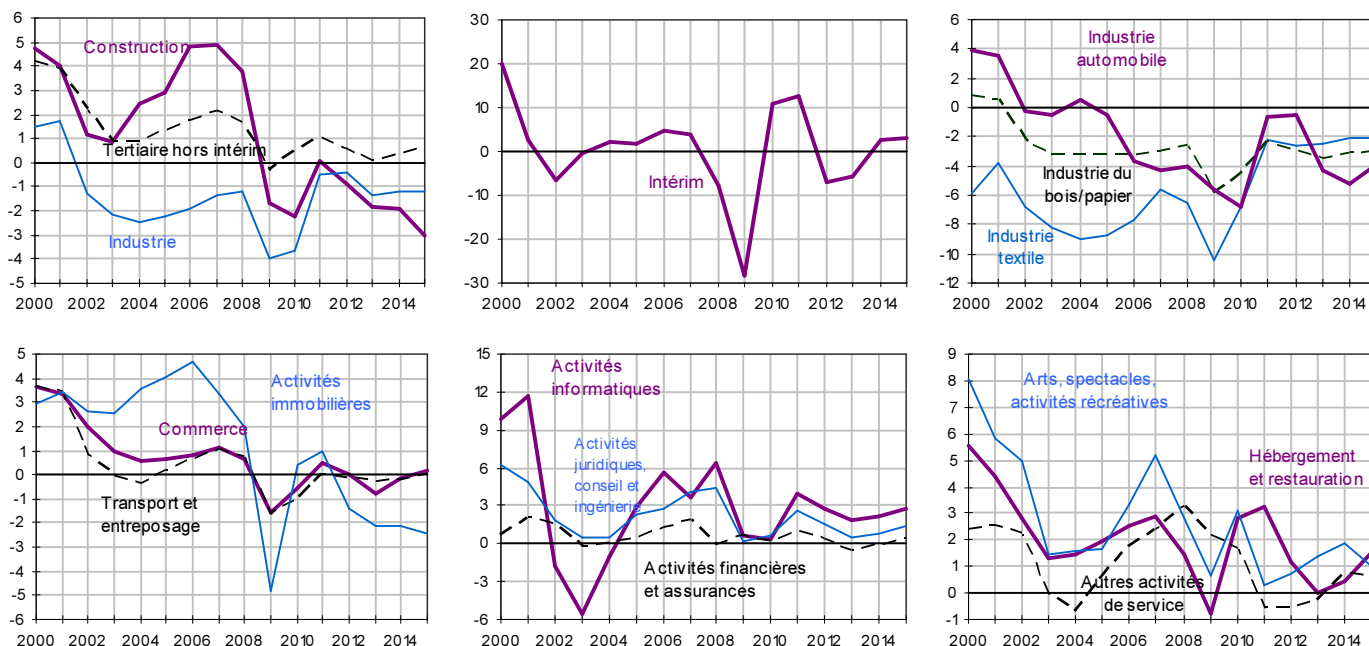 6
5
4
3
2
1
0
-1
-2
-3
-4
-5
Construction
Tertiaire hors intérim
Industrie
2000 2002 2004 2006 2008 2010 2012 2014
30
20
10
0
-10
-20
-30
Intérim
2000 2002 2004 2006 2008 2010 2012 2014
6
4
2
0
-2
-4
-6
-8
-10
-12
Industrie
automobile
Industrie du
bois/papier
Industrie
textile
2000 2002 2004 2006 2008 2010 2012 2014
5
4
3
2
1
0
-1
-2
-3
-4
-5
-6
Activités
immobilières
Commerce
Transport et
entreposage
2000 2002 2004 2006 2008 2010 2012 2014
15
12
9
6
3
0
-3
-6
Activités
informatiques
Activités
juridiques,
conseil et
ingénierie
Activités financières
et assurances
2000 2002 2004 2006 2008 2010 2012 2014
9
8
7
6
5
4
3
2
1
0
-1
Arts, spectacles,
activités récréatives
Hébergement
et restauration
Autres activités
de service
2000 2002 2004 2006 2008 2010 2012 2014